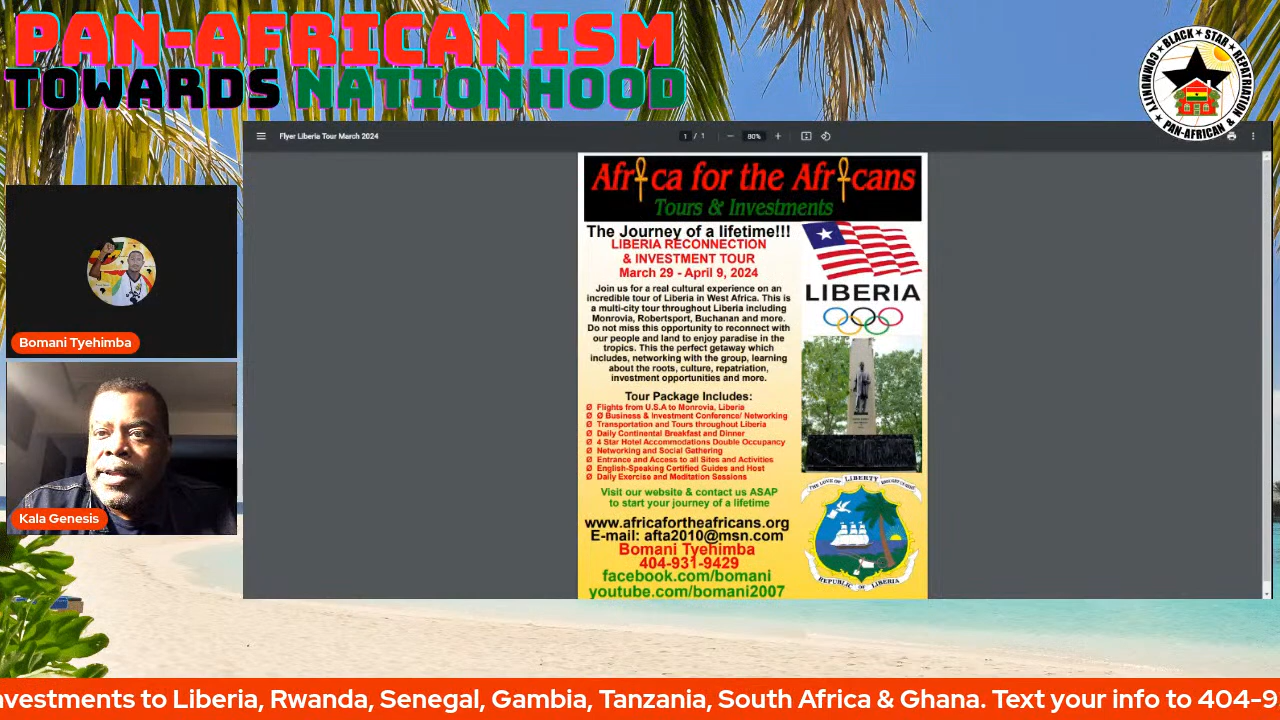 PAN-AFRICANISM
TOWARDS NATIONHOOD
BLACK ★ STAR
REPATRIATION
COMMUNITY
PAN-AFRICAN &
Flyer Liberia Tour March 2024
1 / 1
80%
Africa for the Africans
Tours & Investments
The Journey of a lifetime!!!
LIBERIA RECONNECTION
& INVESTMENT TOUR
March 29 - April 9, 2024
Join us for a real cultural experience on an
incredible tour of Liberia in West Africa. This is
a multi-city tour throughout Liberia including
Monrovia, Robertsport, Buchanan and more.
Do not miss this opportunity to reconnect with
our people and land to enjoy paradise in the
tropics. This the perfect getaway which
includes, networking with the group, learning
about the roots, culture, repatriation,
investment opportunities and more.
Tour Package Includes:
Ø Flights from U.S.A to Monrovia, Liberia
Ø Ø Business & Investment Conference/ Networking
Ø Transportation and Tours throughout Liberia
Ø Daily Continental Breakfast and Dinner
Ø 4 Star Hotel Accommodations Double Occupancy
Ø Networking and Social Gathering
Ø Entrance and Access to all Sites and Activities
Ø English-Speaking Certified Guides and Host
Ø Daily Exercise and Meditation Sessions
Visit our website & contact us ASAP
to start your journey of a lifetime
www.africafortheafricans.org
E-mail: afta2010@msn.com
Bomani Tyehimba
404-931-9429
facebook.com/bomani
youtube.com/bomani2007
LIBERIA
THE LOVE OF LIBERTY BROUGHT US HERE
REPUBLIC OF LIBERIA
Bomani Tyehimba
Kala Genesis
nvestments to Liberia, Rwanda, Senegal, Gambia, Tanzania, South Africa & Ghana. Text your info to 404-9